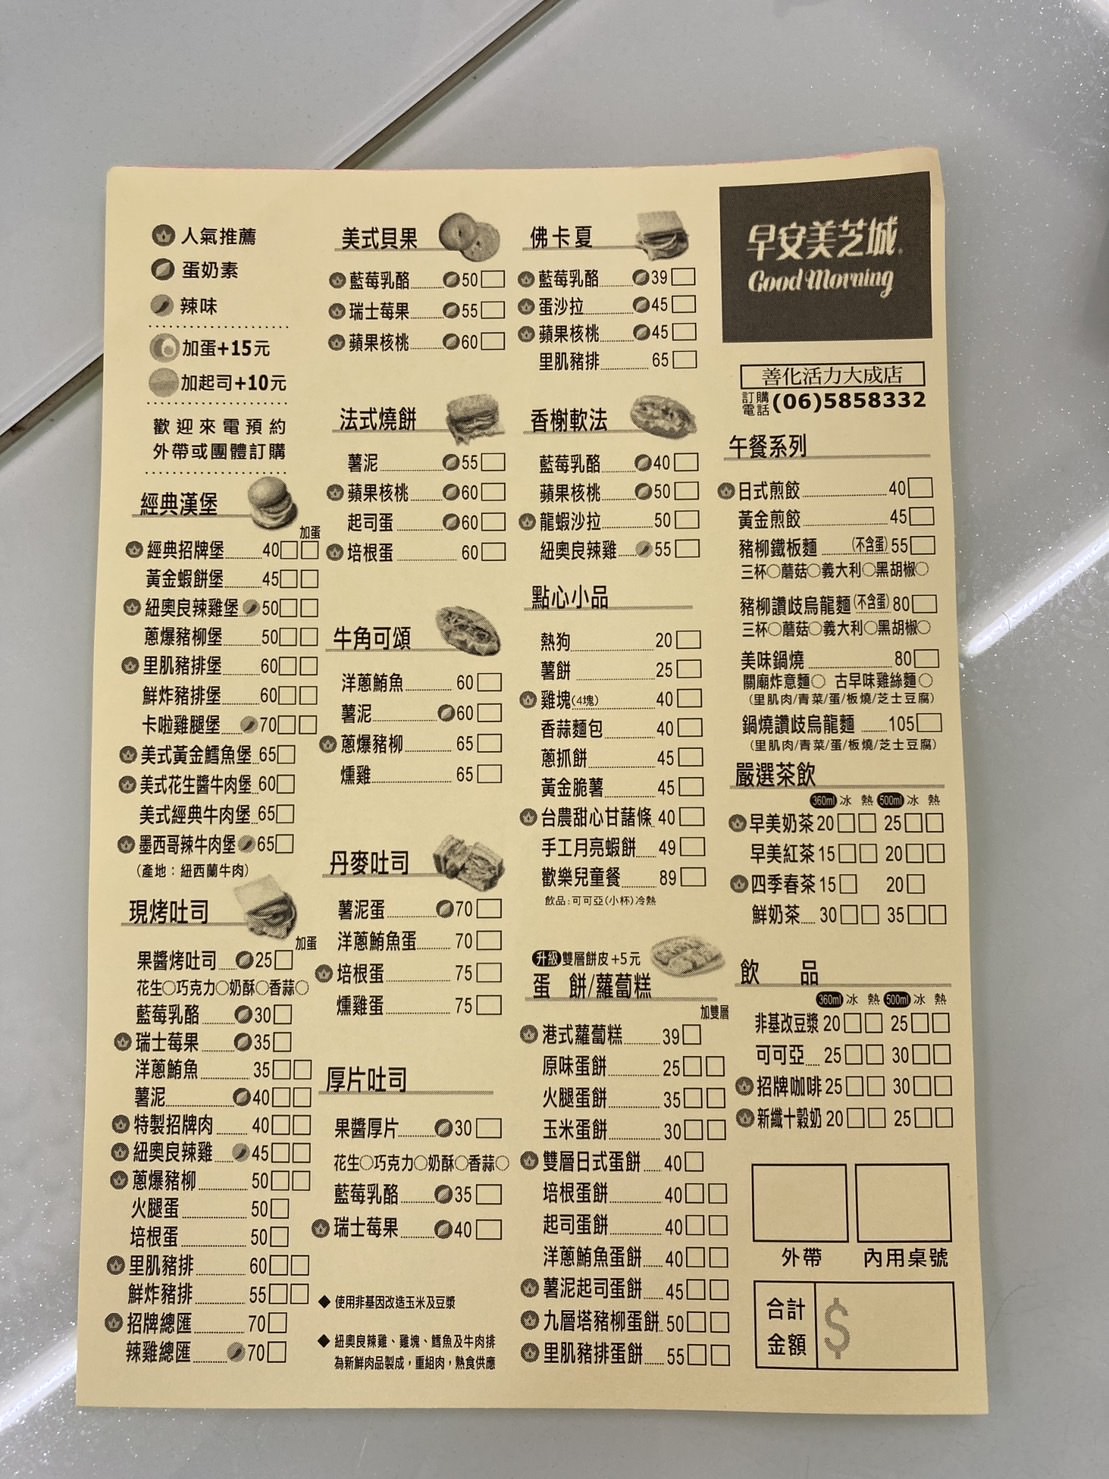 人氣推薦
蛋奶素
辣味
加蛋+15元
加起司+10元
歡迎來電預約
外帶或團體訂購
經典漢堡
加蛋
經典招牌堡 40
黃金蝦餅堡 45
紐奧良辣雞堡 50
蔥爆豬柳堡 50
里肌豬排堡 60
鮮炸豬排堡 60
卡啦雞腿堡 70
美式黃金鱈魚堡 65
美式花生醬牛肉堡 60
美式經典牛肉堡 65
墨西哥辣牛肉堡 65
(產地：紐西蘭牛肉)
現烤吐司
加蛋
果醬烤吐司 25
花生○巧克力○奶酥○香蒜○
藍莓乳酪 30
瑞士莓果 35
洋蔥鮪魚 35
薯泥 40
特製招牌肉 40
紐奧良辣雞 45
蔥爆豬柳 50
火腿蛋 50
培根蛋 50
里肌豬排 60
鮮炸豬排 55
招牌總匯 70
辣雞總匯 70
美式貝果
藍莓乳酪 50
瑞士莓果 55
蘋果核桃 60
法式燒餅
薯泥 55
蘋果核桃 60
起司蛋 60
培根蛋 60
牛角可頌
洋蔥鮪魚 60
薯泥 60
蔥爆豬柳 65
燻雞 65
丹麥吐司
薯泥蛋 70
洋蔥鮪魚蛋 70
培根蛋 75
燻雞蛋 75
厚片吐司
果醬厚片 30
花生○巧克力○奶酥○香蒜○
藍莓乳酪 35
瑞士莓果 40
◆ 使用非基因改造玉米及豆漿
◆ 紐奧良辣雞、雞塊、鱈魚及牛肉排
為新鮮肉品製成，重組肉，熟食供應
佛卡夏
藍莓乳酪 39
蛋沙拉 45
蘋果核桃 45
里肌豬排 65
香榭軟法
藍莓乳酪 40
蘋果核桃 50
龍蝦沙拉 50
紐奧良辣雞 55
點心小品
熱狗 20
薯餅 25
雞塊(4塊) 40
香蒜麵包 40
蔥抓餅 45
黃金脆薯 45
台農甜心甘藷條 40
手工月亮蝦餅 49
歡樂兒童餐 89
飲品:可可亞(小杯)冷熱
升級雙層餅皮+5元
蛋 餅/蘿蔔糕
加雙層
港式蘿蔔糕 39
原味蛋餅 25
火腿蛋餅 35
玉米蛋餅 30
雙層日式蛋餅 40
培根蛋餅 40
起司蛋餅 40
洋蔥鮪魚蛋餅 40
薯泥起司蛋餅 45
九層塔豬柳蛋餅 50
里肌豬排蛋餅 55
早安美芝城
Good Morning
善化活力大成店
訂購電話(06)5858332
午餐系列
日式煎餃 40
黃金煎餃 45
豬柳鐵板麵 (不含蛋) 55
三杯○蘑菇○義大利○黑胡椒○
豬柳讚歧烏龍麵(不含蛋) 80
三杯○蘑菇○義大利○黑胡椒○
美味鍋燒 80
關廟炸意麵○ 古早味雞絲麵○
(里肌肉/青菜/蛋/板燒/芝士豆腐)
鍋燒讚歧烏龍麵 105
(里肌肉/青菜/蛋/板燒/芝士豆腐)
嚴選茶飲
360ml 冰 熱 500ml 冰 熱
早美奶茶 20 25
早美紅茶 15 20
四季春茶 15 20
鮮奶茶 30 35
飲 品
360ml 冰 熱 500ml 冰 熱
非基改豆漿 20 25
可可亞 25 30
招牌咖啡 25 30
新纖十穀奶 20 25
外帶 內用桌號
合計
金額
$